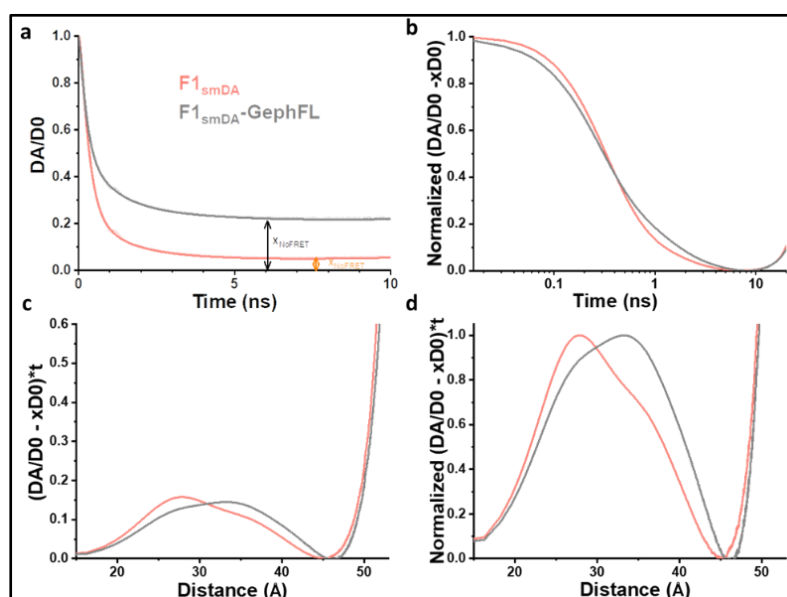 a
DA/D0
1.0
0.8
0.6
0.4
0.2
0.0
F1smDA
F1smDA-GephFL
xNoFRET
xNoFRET
0 5 10
Time (ns)
b
Normalized (DA/D0 -xD0)
1.0
0.8
0.6
0.4
0.2
0.0
0.1 1 10
Time (ns)
c
(DA/D0 - xD0)*t
0.6
0.5
0.4
0.3
0.2
0.1
0.0
20 30 40 50
Distance (Å)
d
Normalized (DA/D0 - xD0)*t
1.0
0.8
0.6
0.4
0.2
0.0
20 30 40 50
Distance (Å)